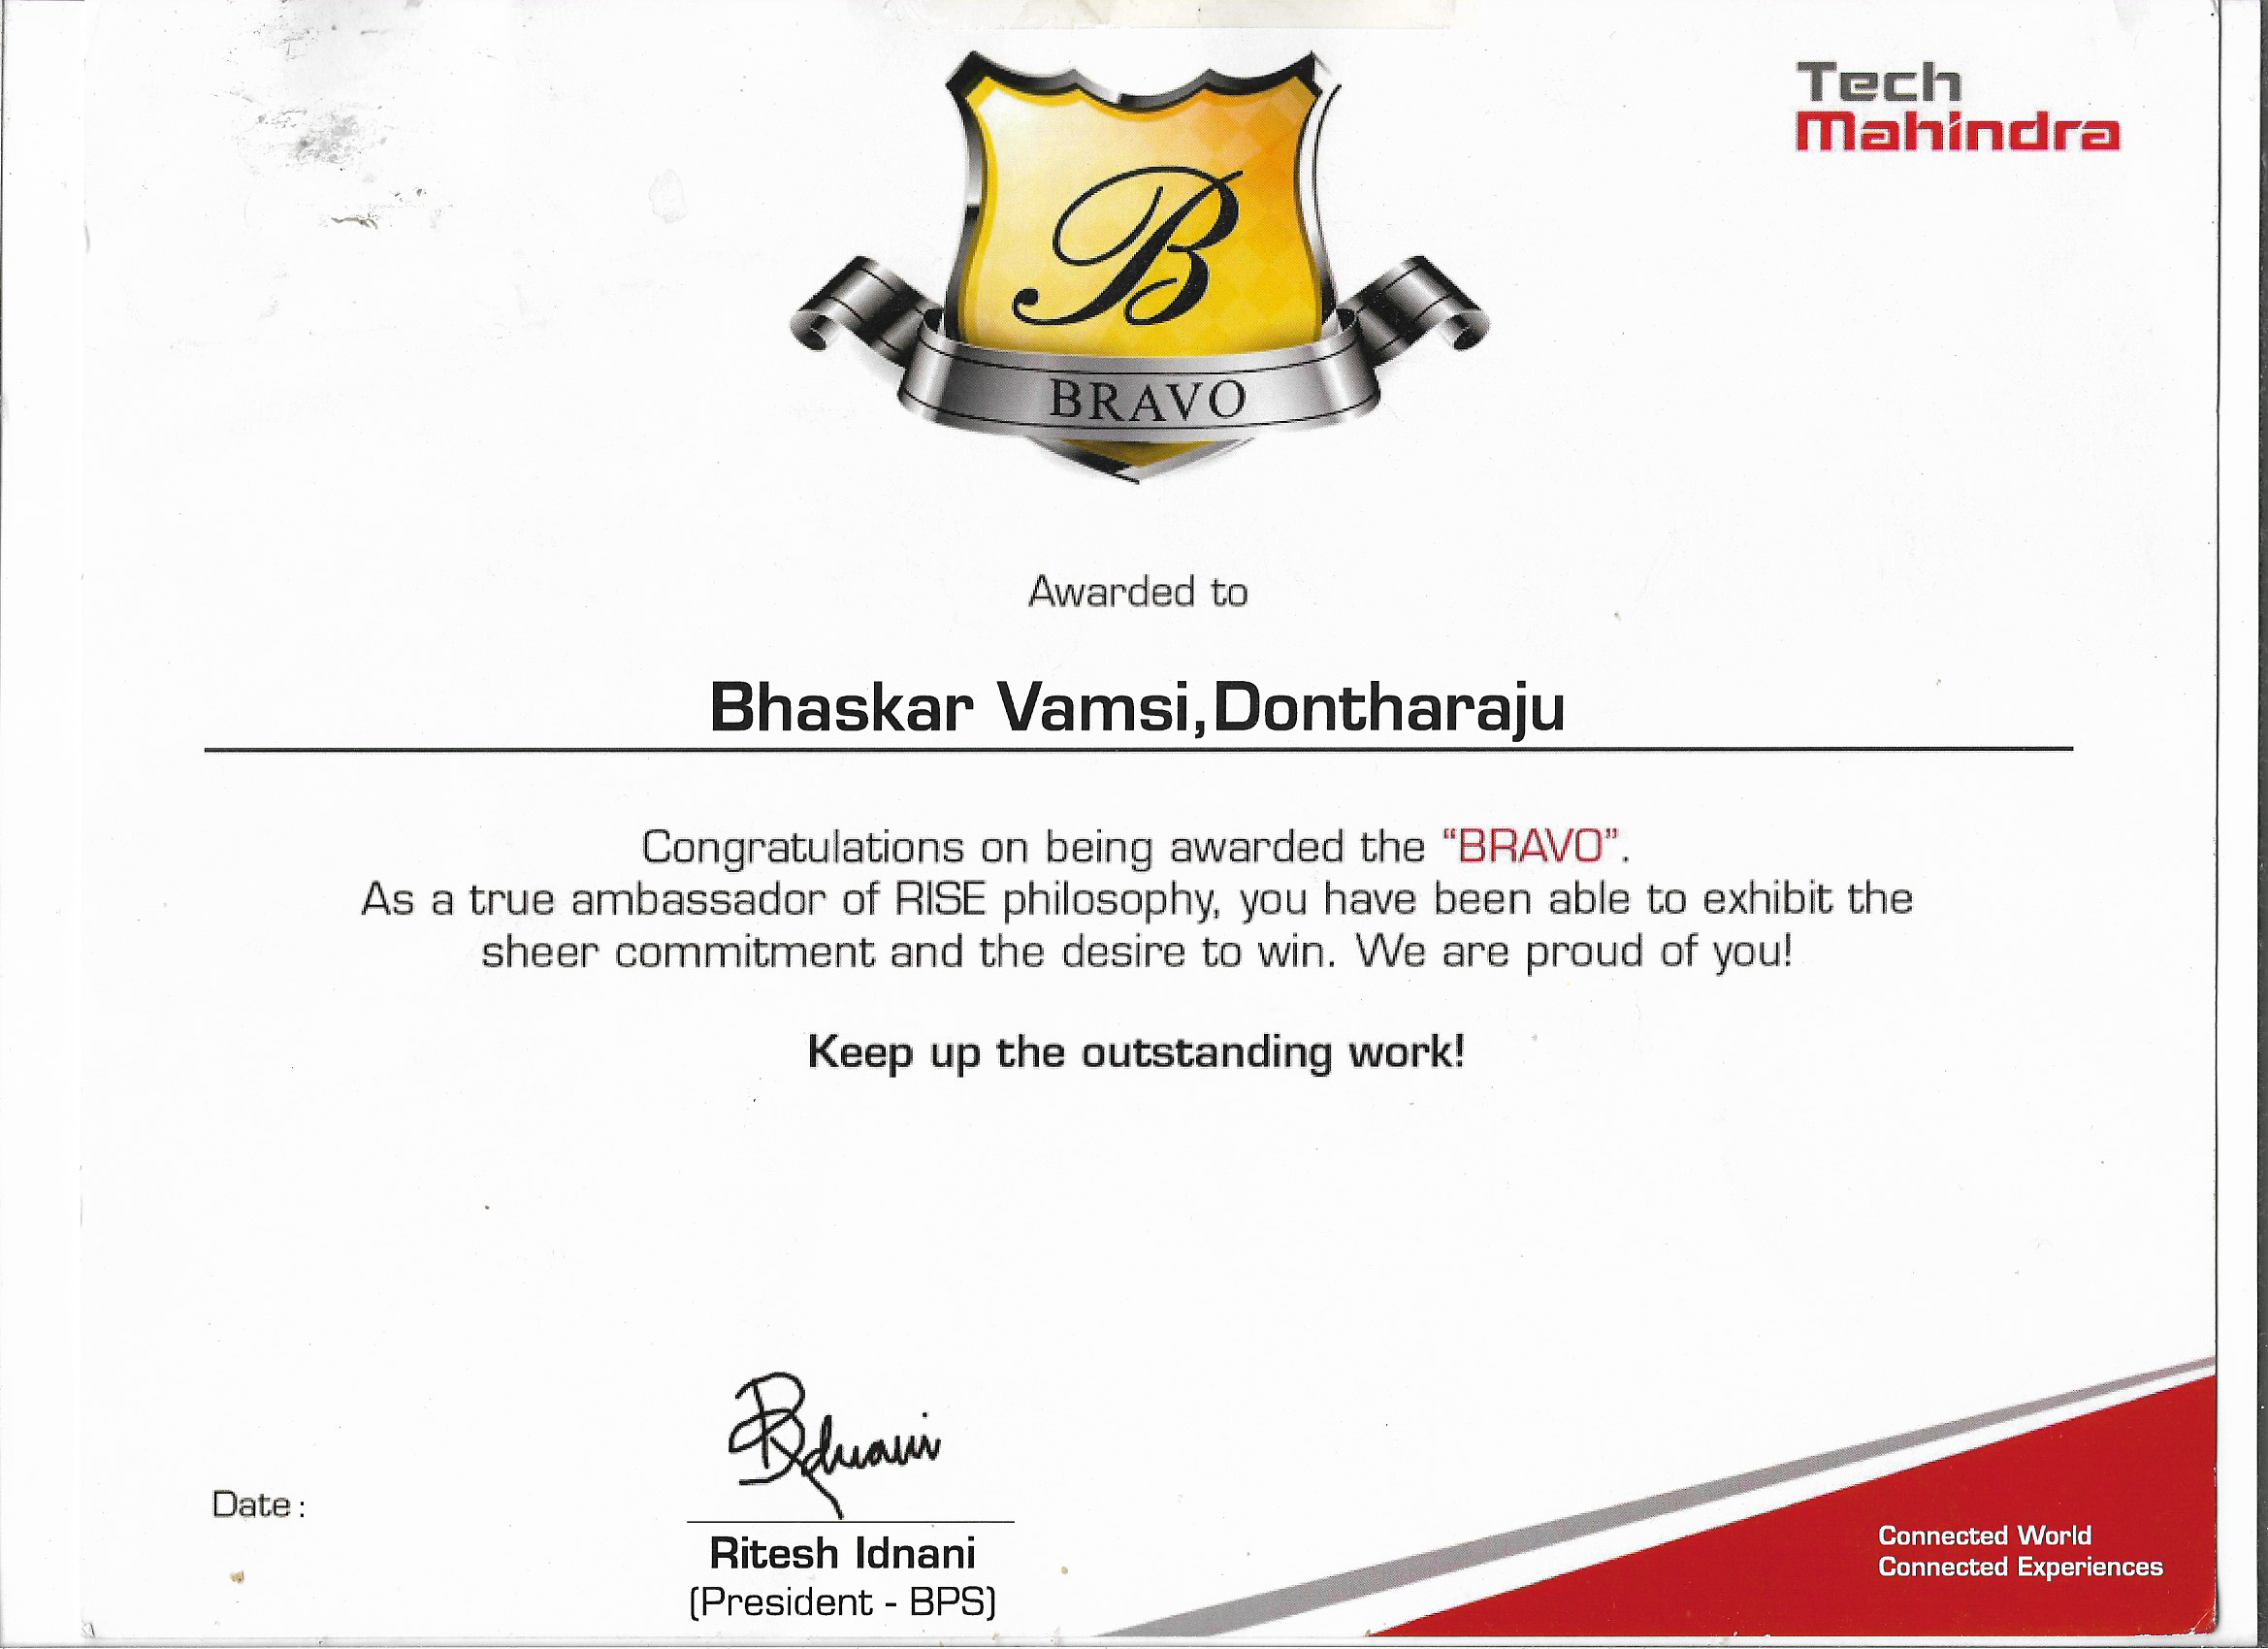 Tech
Mahindra
B
BRAVO
Awarded to
Bhaskar Vamsi,Dontharaju
Congratulations on being awarded the “BRAVO”.
As a true ambassador of RISE philosophy, you have been able to exhibit the
sheer commitment and the desire to win. We are proud of you!
Keep up the outstanding work!
Date :
Ritesh Idnani
(President - BPS)
Connected World
Connected Experiences